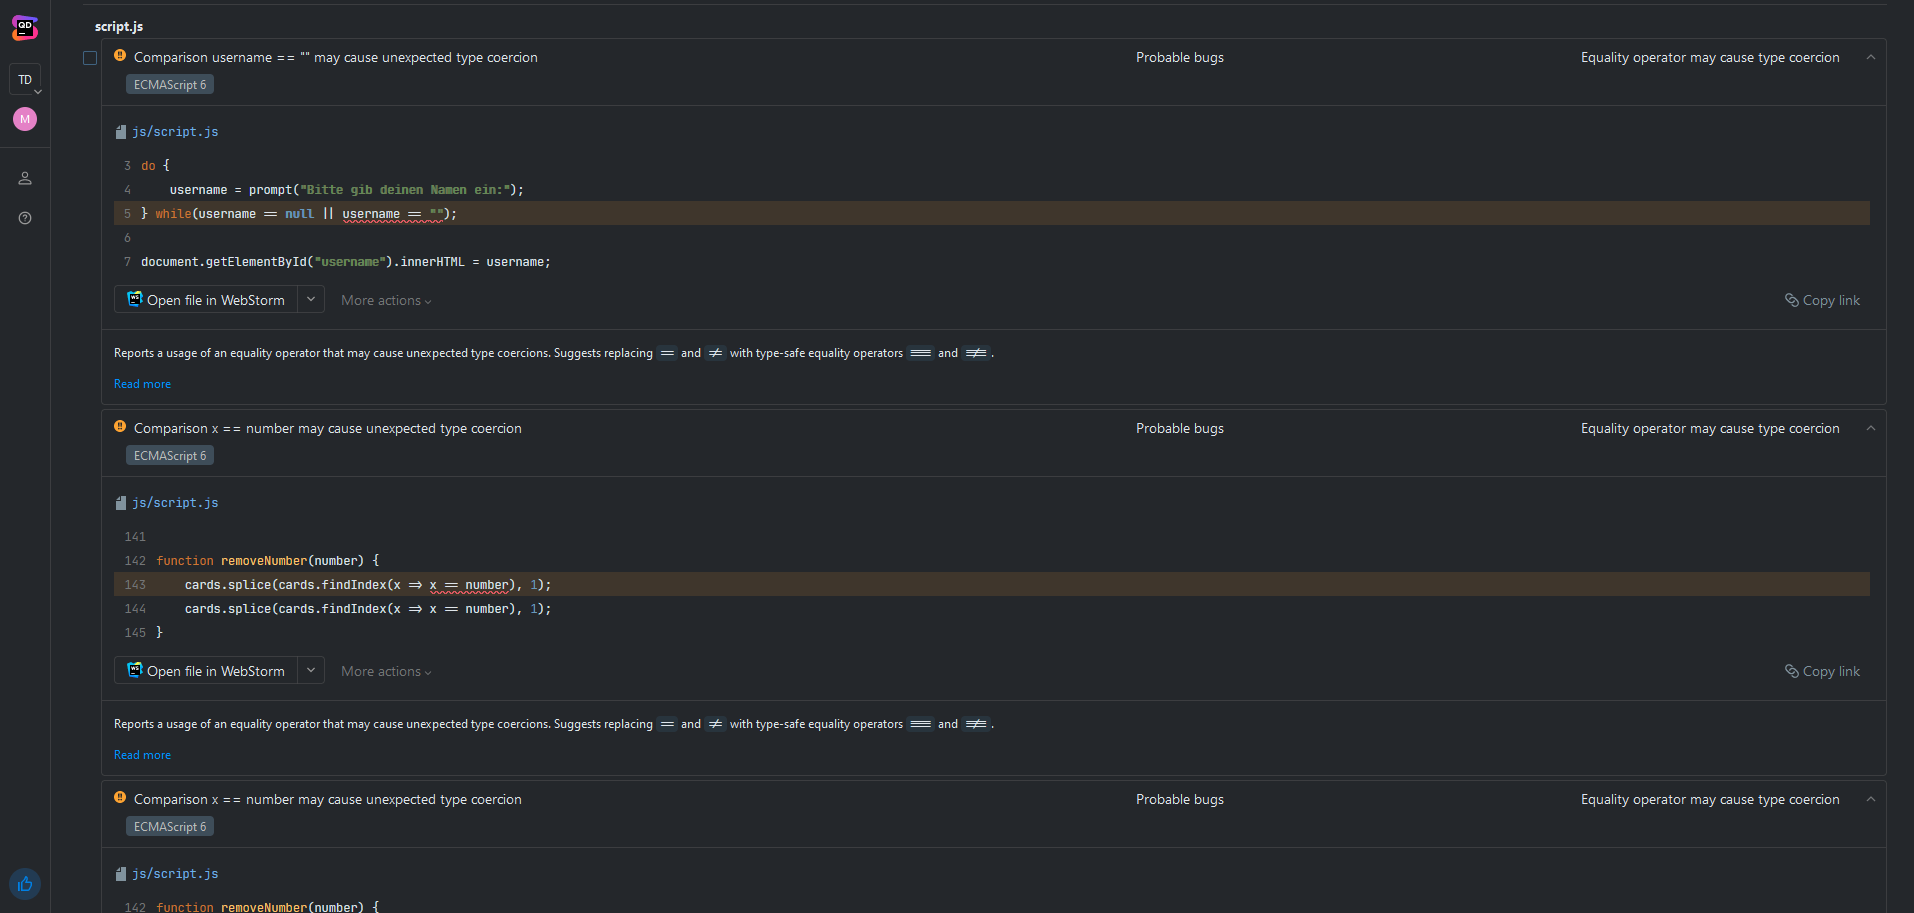 QD
script.js
TD
M
Comparison username == "" may cause unexpected type coercion Probable bugs Equality operator may cause type coercion
ECMAScript 6
js/script.js
3 do {
4 username = prompt("Bitte gib deinen Namen ein:");
5 } while(username == null || username == "");
6
7 document.getElementById("username").innerHTML = username;
WS Open file in WebStorm More actions Copy link
Reports a usage of an equality operator that may cause unexpected type coercions. Suggests replacing == and != with type-safe equality operators === and !==.
Read more
Comparison x == number may cause unexpected type coercion Probable bugs Equality operator may cause type coercion
ECMAScript 6
js/script.js
141
142 function removeNumber(number) {
143 cards.splice(cards.findIndex(x => x == number), 1);
144 cards.splice(cards.findIndex(x => x == number), 1);
145 }
WS Open file in WebStorm More actions Copy link
Reports a usage of an equality operator that may cause unexpected type coercions. Suggests replacing == and != with type-safe equality operators === and !==.
Read more
Comparison x == number may cause unexpected type coercion Probable bugs Equality operator may cause type coercion
ECMAScript 6
js/script.js
142 function removeNumber(number) {